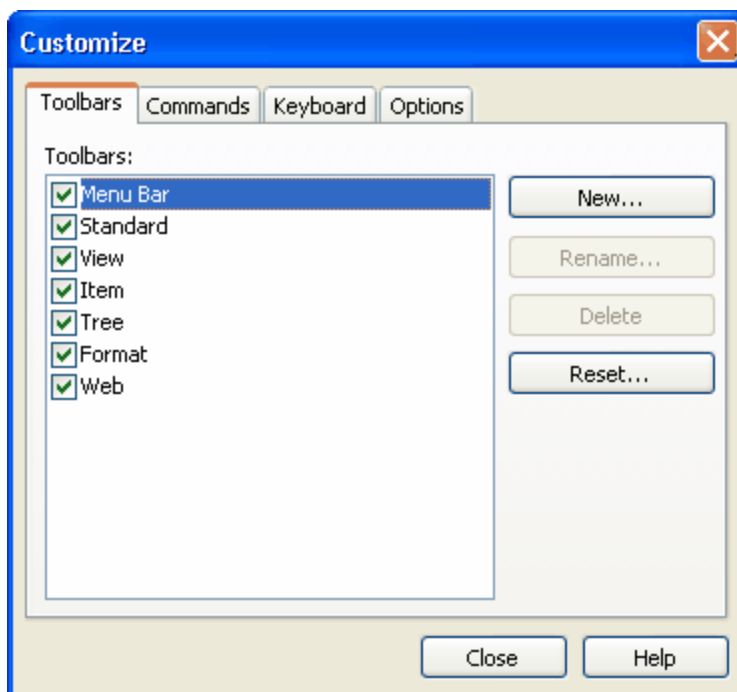 Customize
Toolbars Commands Keyboard Options
Toolbars:
Menu Bar
Standard
View
Item
Tree
Format
Web
New...
Rename...
Delete
Reset...
Close Help